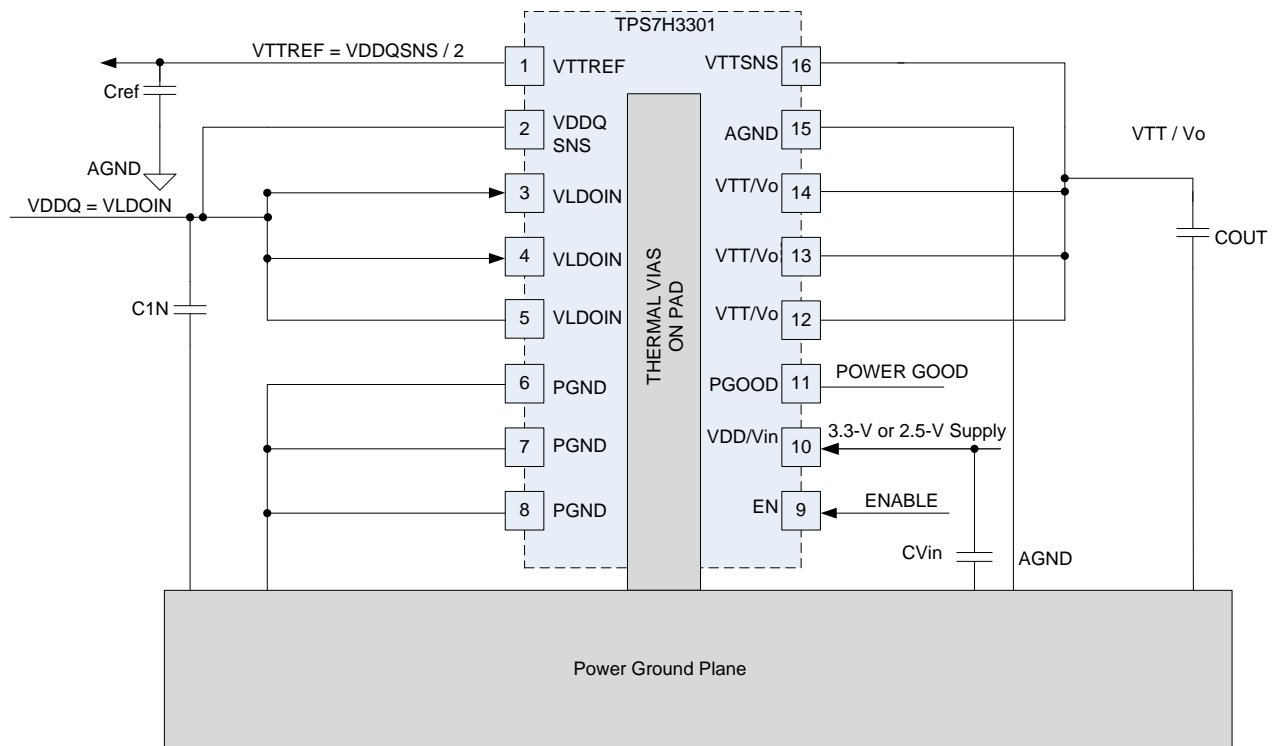 TPS7H3301
VTTREF = VDDQSNS / 2
1
VTTREF
VTTSNS
16
Cref
2
VDDQ
SNS
AGND
15
VTT / Vo
AGND
3
VLDOIN
VTT/Vo
14
VDDQ = VLDOIN
4
VLDOIN
VTT/Vo
13
COUT
C1N
5
VLDOIN
VTT/Vo
12
THERMAL VIAS
ON PAD
6
PGND
PGOOD
11
POWER GOOD
7
PGND
VDD/Vin
10
3.3-V or 2.5-V Supply
8
PGND
EN
9
ENABLE
CVin
AGND
Power Ground Plane